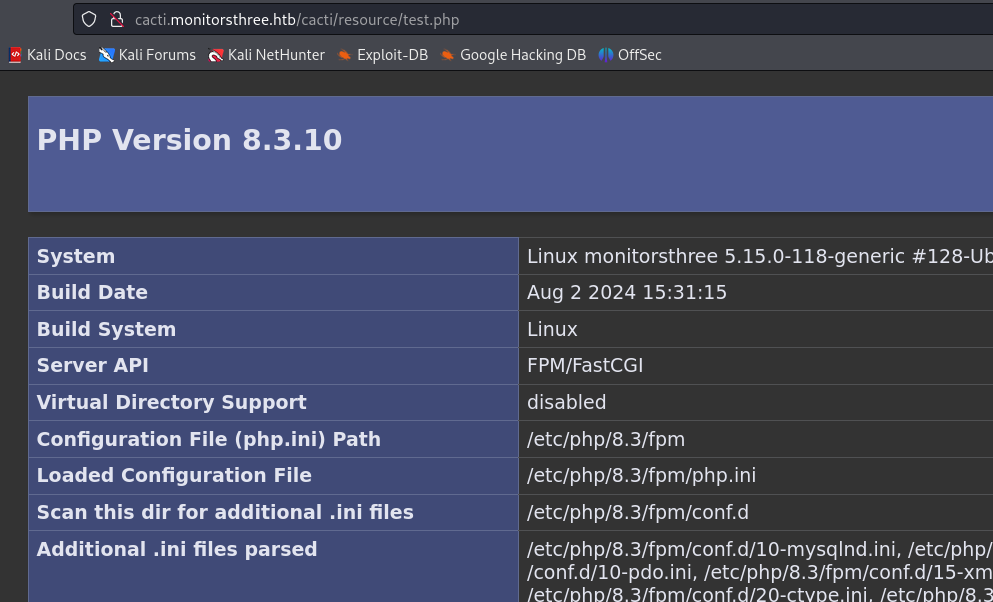 cacti.monitorsthree.htb/cacti/resource/test.php
Kali Docs Kali Forums Kali NetHunter Exploit-DB Google Hacking DB OffSec
PHP Version 8.3.10
System Linux monitorsthree 5.15.0-118-generic #128-Ub
Build Date Aug 2 2024 15:31:15
Build System Linux
Server API FPM/FastCGI
Virtual Directory Support disabled
Configuration File (php.ini) Path /etc/php/8.3/fpm
Loaded Configuration File /etc/php/8.3/fpm/php.ini
Scan this dir for additional .ini files /etc/php/8.3/fpm/conf.d
Additional .ini files parsed /etc/php/8.3/fpm/conf.d/10-mysqlnd.ini, /etc/php/
/conf.d/10-pdo.ini, /etc/php/8.3/fpm/conf.d/15-xm
/etc/php/8.3/fpm/conf.d/20-ctype.ini, /etc/php/8.3